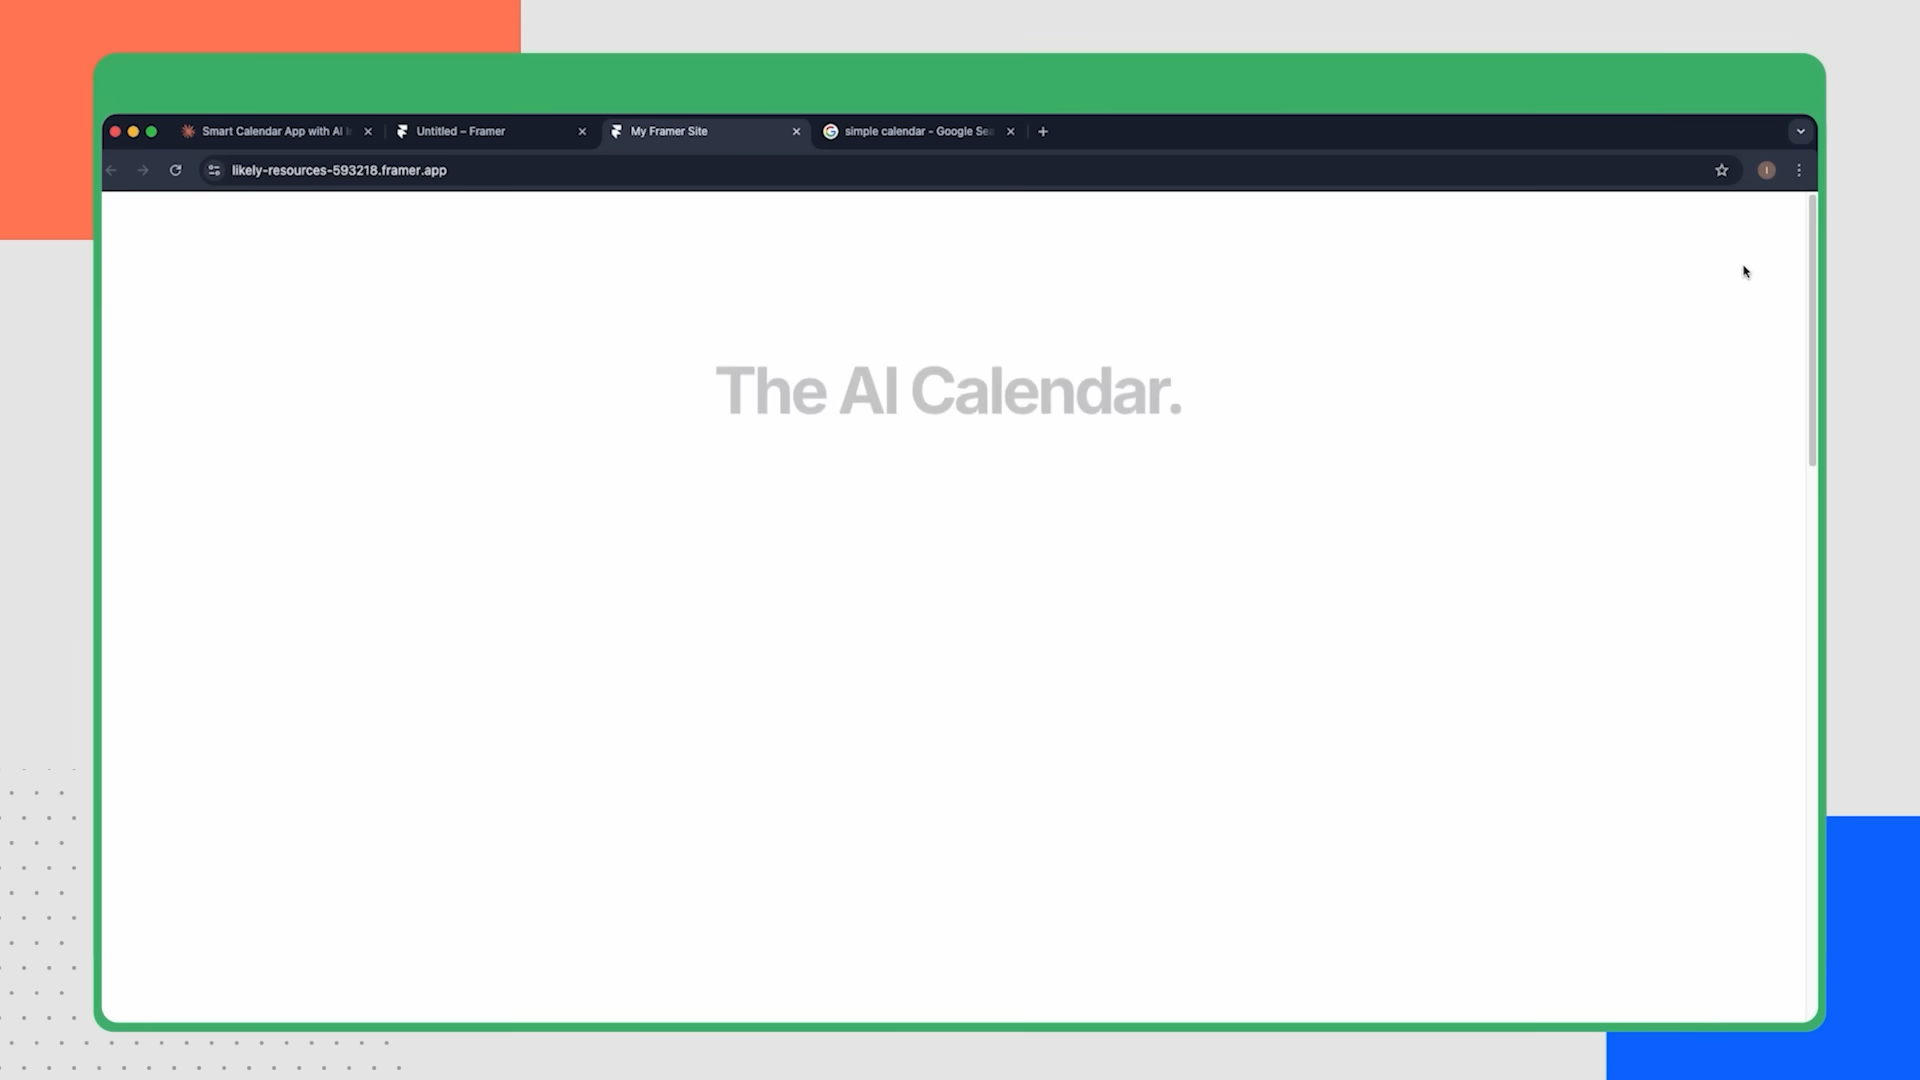 Smart Calendar App with AI
Untitled – Framer
My Framer Site
simple calendar - Google Sea
likely-resources-593218.framer.app
I
The AI Calendar.